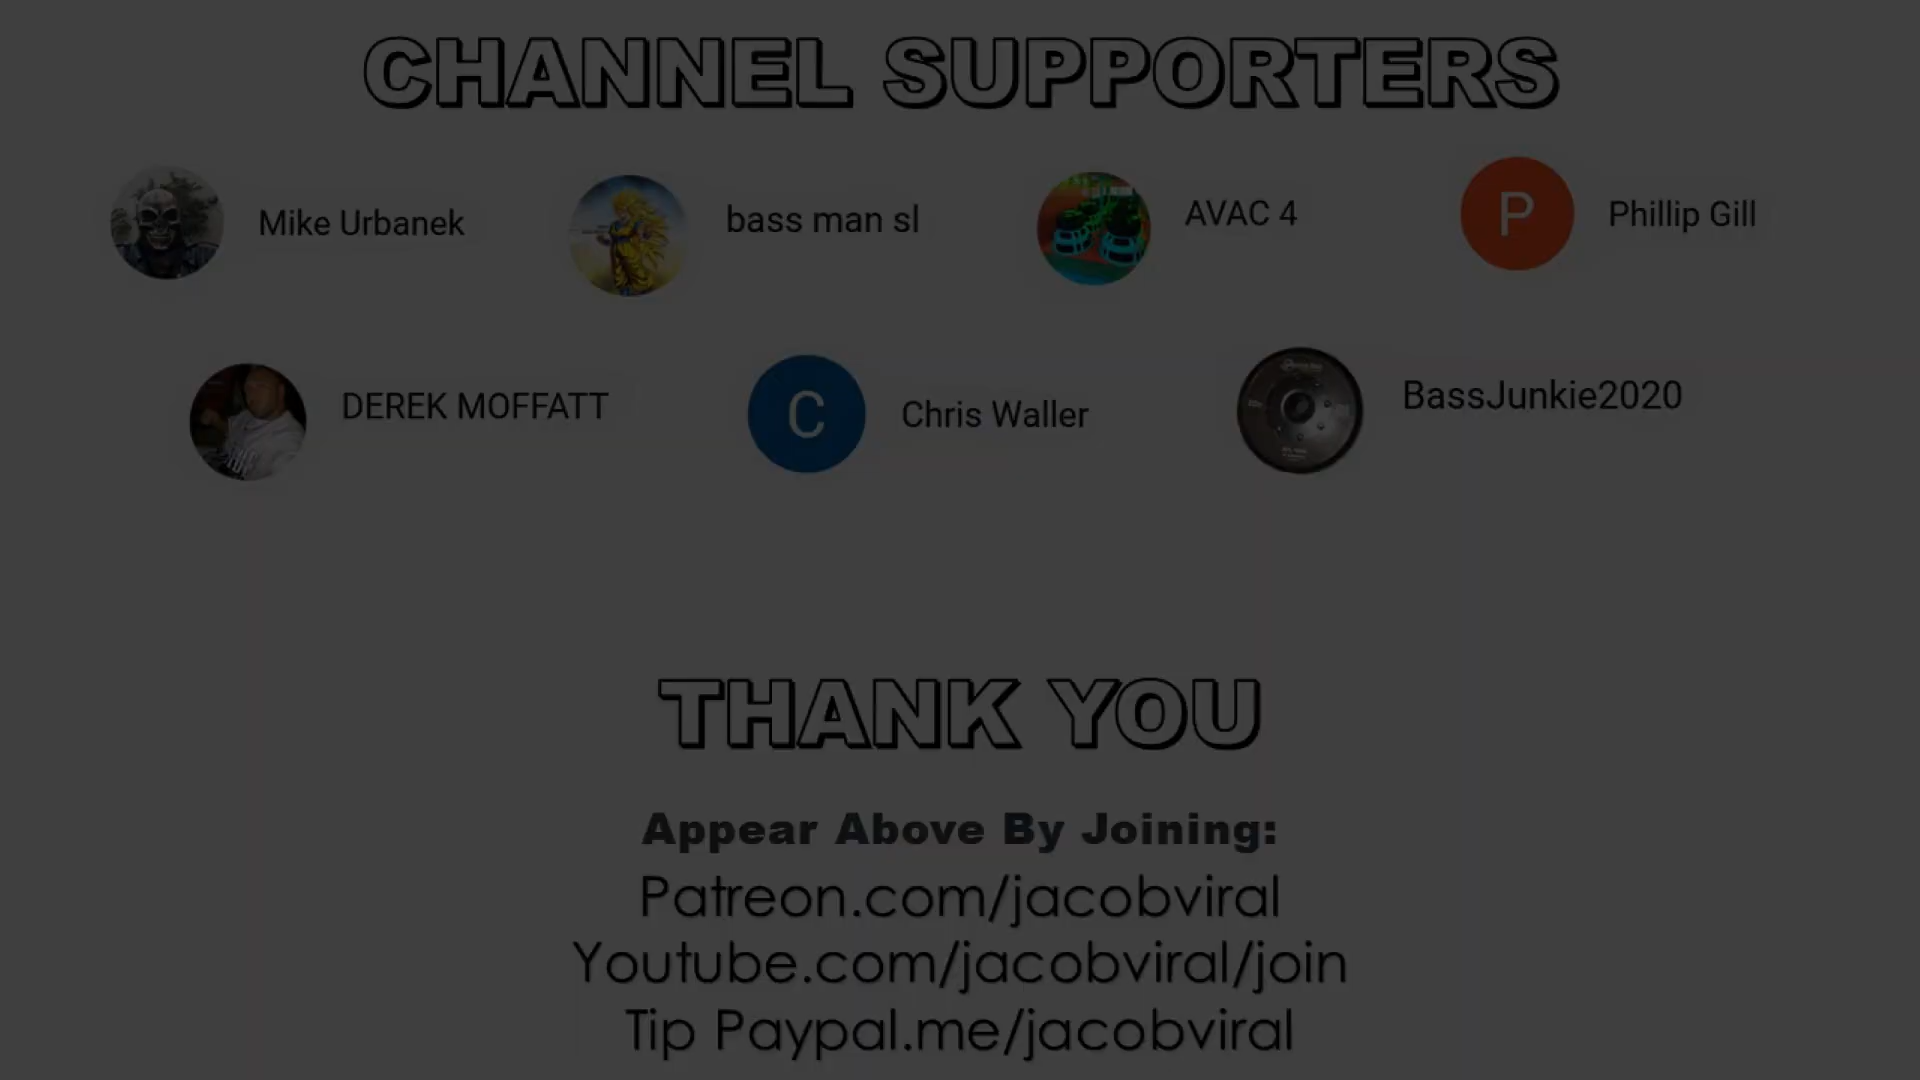 CHANNEL SUPPORTERS
Mike Urbanek
bass man sl
AVAC 4
P
Phillip Gill
DEREK MOFFATT
C
Chris Waller
BassJunkie2020
THANK YOU
Appear Above By Joining:
Patreon.com/jacobviral
Youtube.com/jacobviral/join
Tip Paypal.me/jacobviral